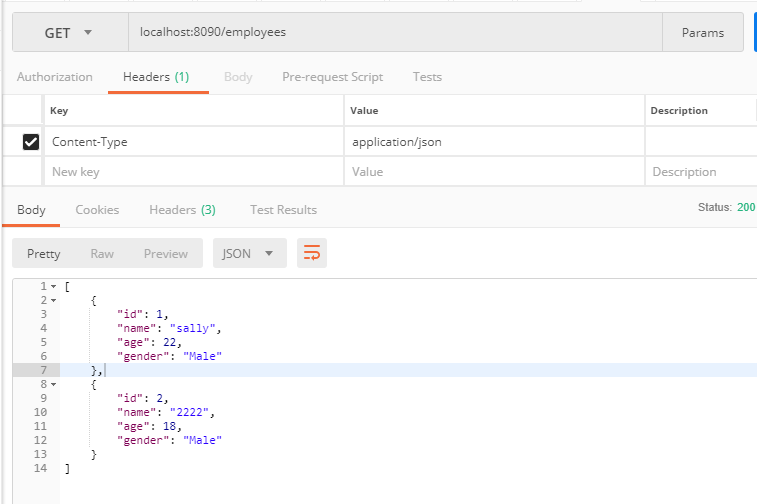 GET localhost:8090/employees Params
Authorization Headers (1) Body Pre-request Script Tests
Key Value Description
Content-Type application/json
New key Value Description
Body Cookies Headers (3) Test Results Status: 200
Pretty Raw Preview JSON
1 [
2 {
3 "id": 1,
4 "name": "sally",
5 "age": 22,
6 "gender": "Male"
7 },
8 {
9 "id": 2,
10 "name": "2222",
11 "age": 18,
12 "gender": "Male"
13 }
14 ]